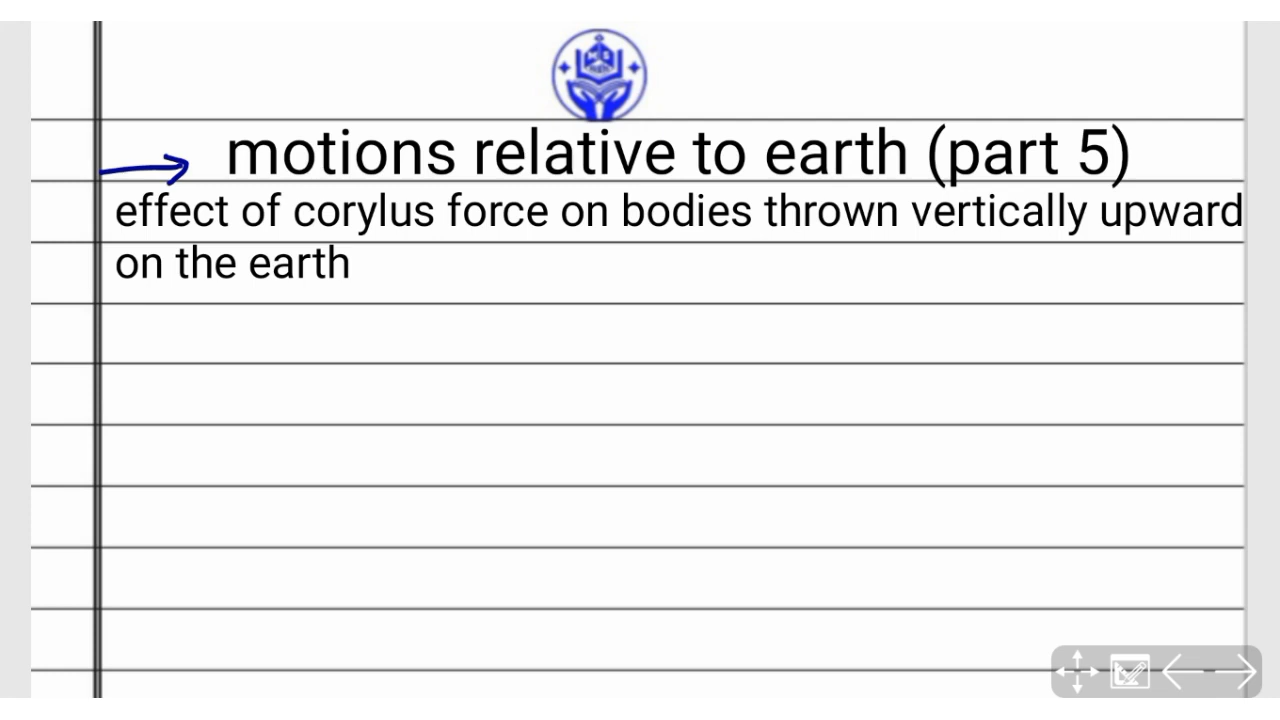 motions relative to earth (part 5)
effect of corylus force on bodies thrown vertically upward
on the earth